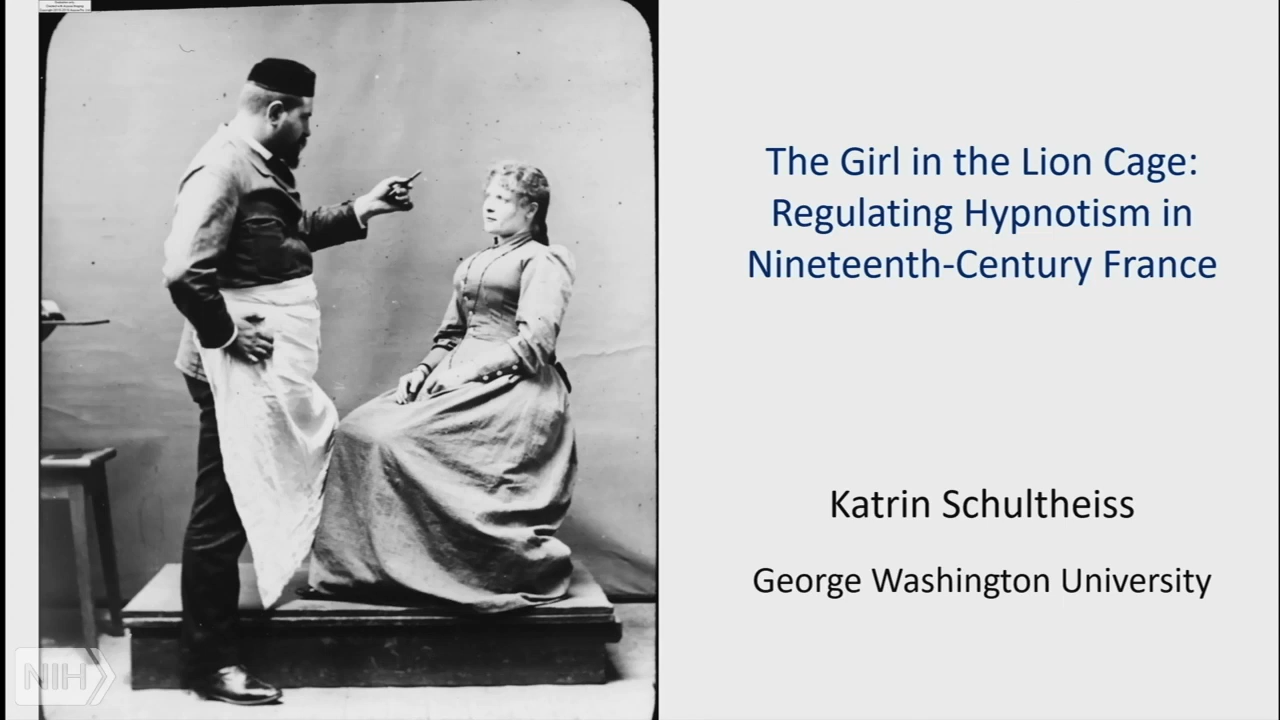 The Girl in the Lion Cage:
Regulating Hypnotism in
Nineteenth-Century France
Katrin Schultheiss
George Washington University
NIH